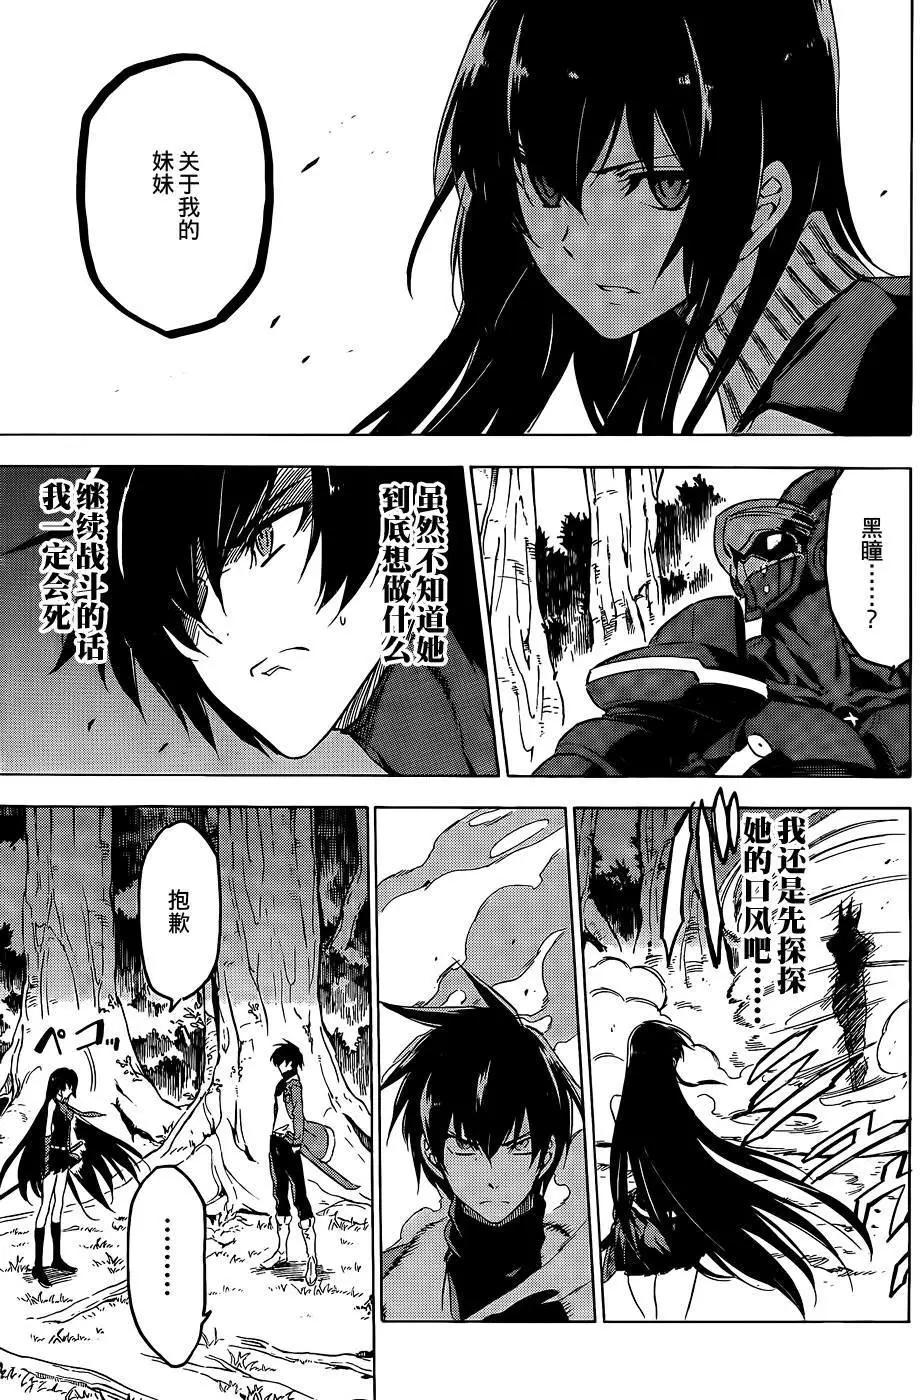 关于我的
妹妹
黑瞳……?
虽然不知道她
到底想做什么
继续战斗的话
我一定会死
我还是先探探
她的口风吧……
抱歉
ペコッ
………